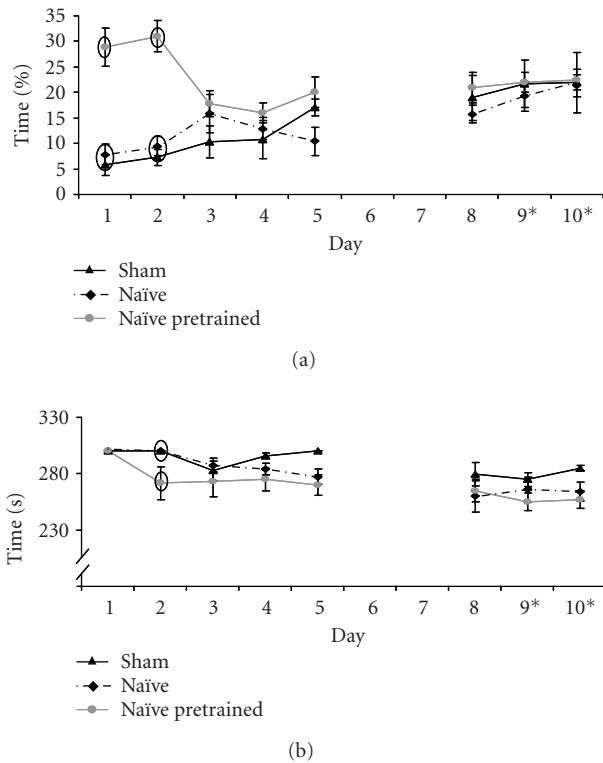 35
30
25
20
15
10
5
0
Time (%)
1 2 3 4 5 6 7 8 9* 10*
Day
Sham
Naïve
Naïve pretrained
(a)
330
280
230
Time (s)
1 2 3 4 5 6 7 8 9* 10*
Day
Sham
Naïve
Naïve pretrained
(b)